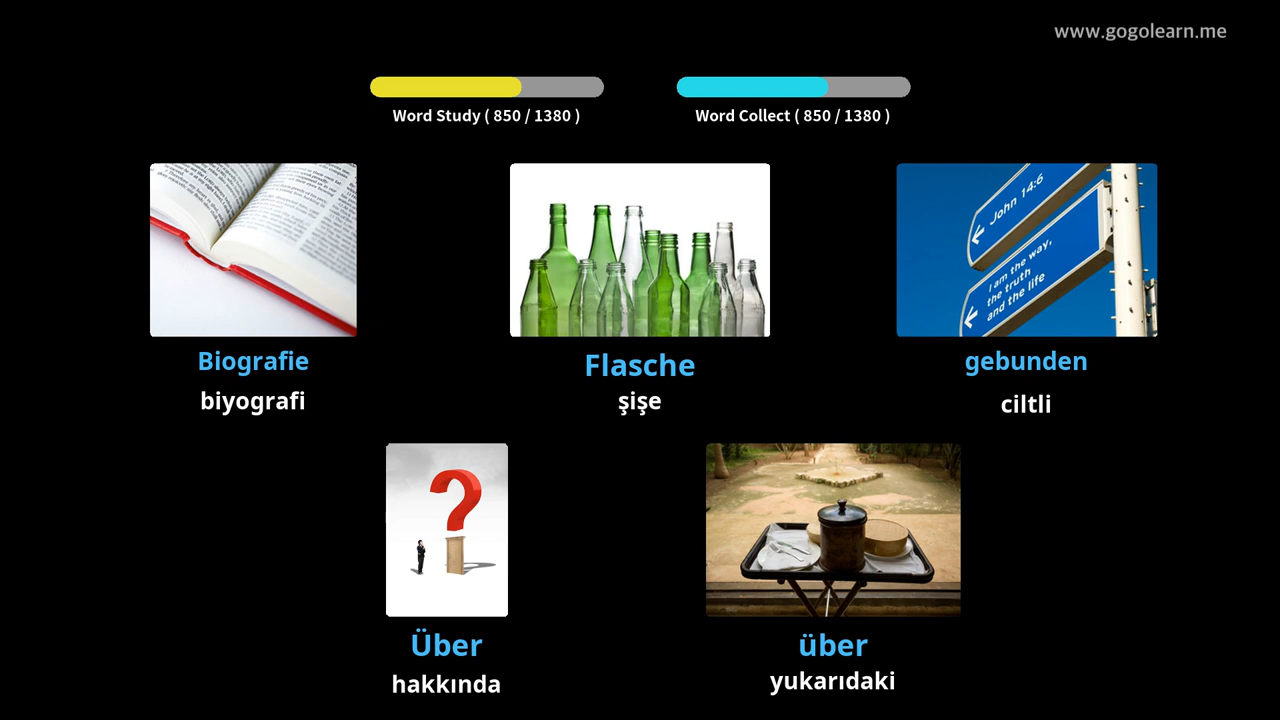 www.gogolearn.me
Word Study ( 850 / 1380 )
Word Collect ( 850 / 1380 )
John 14:6
I am the way,
the truth
and the life
Biografie
biyografi
Flasche
şişe
gebunden
ciltli
Über
hakkında
über
yukarıdaki